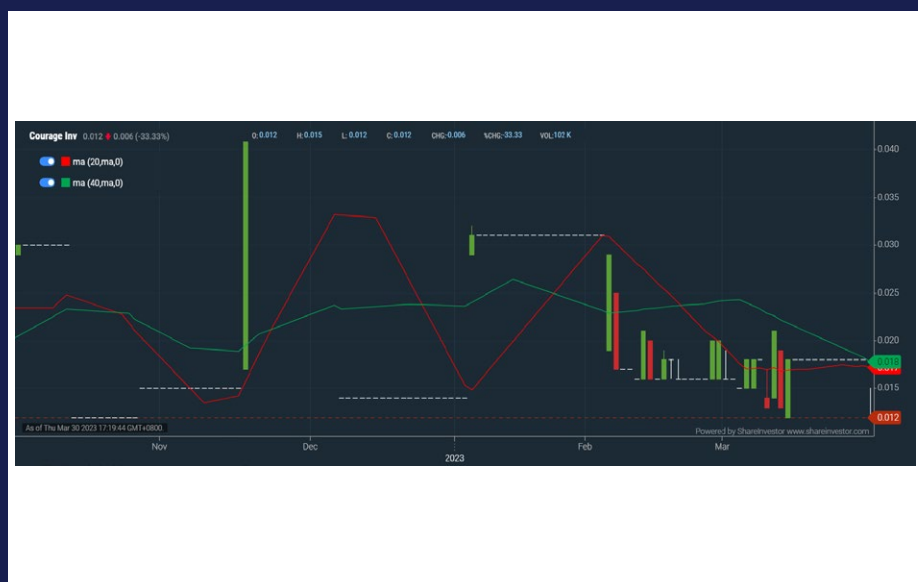 Courage Inv 0.012 0.006 (-33.33%) O: 0.012 H: 0.015 L: 0.012 C: 0.012 CHG:-0.006 %CHG:-33.33 VOL:102 K
ma (20,ma,0)
ma (40,ma,0)
0.040
0.035
0.030
0.025
0.020
0.018
0.017
0.015
0.012
As of Thu Mar 30 2023 17:19:44 GMT+0800.
Powered by ShareInvestor www.shareinvestor.com
Nov Dec Feb Mar
2023